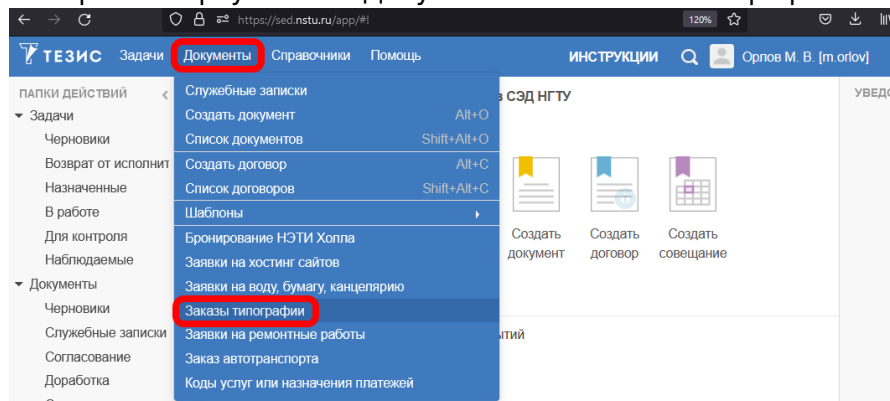 https://sed.nstu.ru/app/#!
120%
ТЕЗИС Задачи Документы Справочники Помощь ИНСТРУКЦИИ Орлов М. В. [m.orlov]
ПАПКИ ДЕЙСТВИЙ
Задачи
Черновики
Возврат от исполнит
Назначенные
В работе
Для контроля
Наблюдаемые
Документы
Черновики
Служебные записки
Согласование
Доработка
Служебные записки
Создать документ Alt+O
Список документов Shift+Alt+O
Создать договор Alt+C
Список договоров Shift+Alt+C
Шаблоны
Бронирование НЭТИ Холла
Заявки на хостинг сайтов
Заявки на воду, бумагу, канцелярию
Заказы типографии
Заявки на ремонтные работы
Заказ автотранспорта
Коды услуг или назначения платежей
в СЭД НГТУ
Создать документ
Создать договор
Создать совещание
ытий
УВЕД